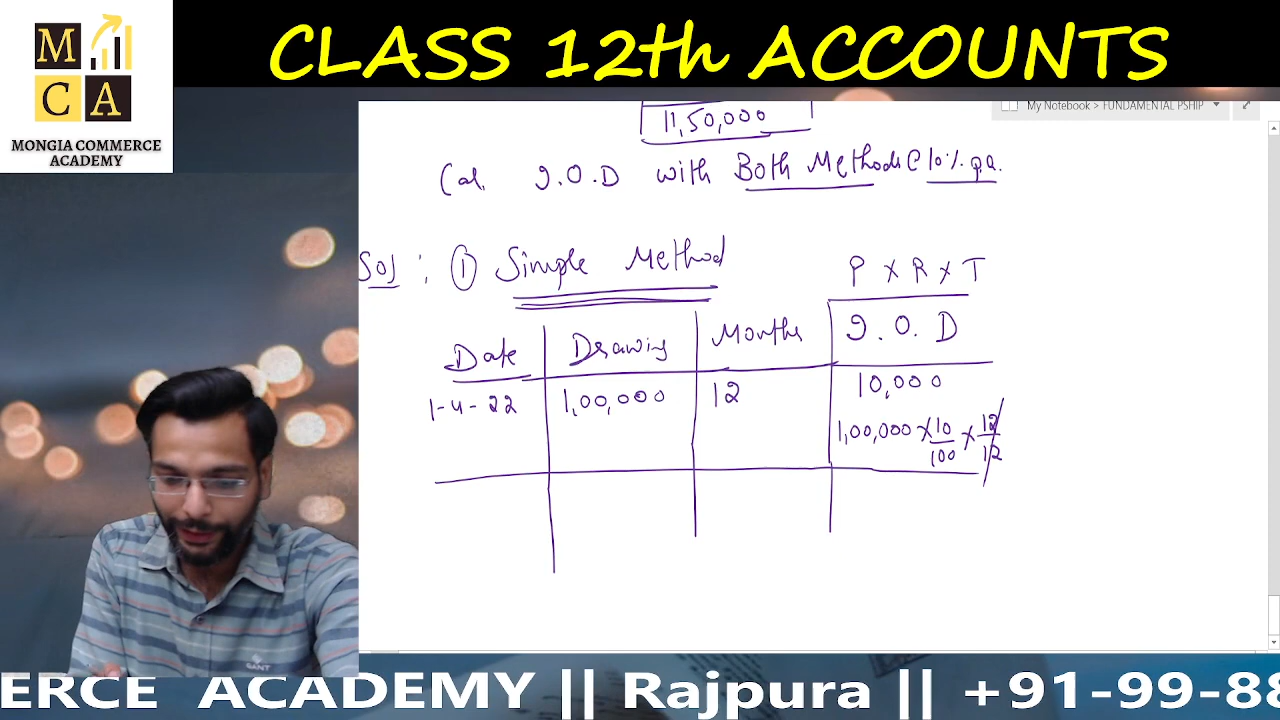 M
C A
MONGIA COMMERCE
ACADEMY
CLASS 12th ACCOUNTS
My Notebook > FUNDAMENTAL PSHIP
11,50,000
Cal. I.O.D with Both Methods @ 10% p.a.
Sol : ① Simple Method
P x R x T
Date Drawing Months I.O.D
1-4-22 1,00,000 12 10,000
1,00,000 x 10/100 x 12/12
GANT
ERCE ACADEMY || Rajpura || +91-99-88